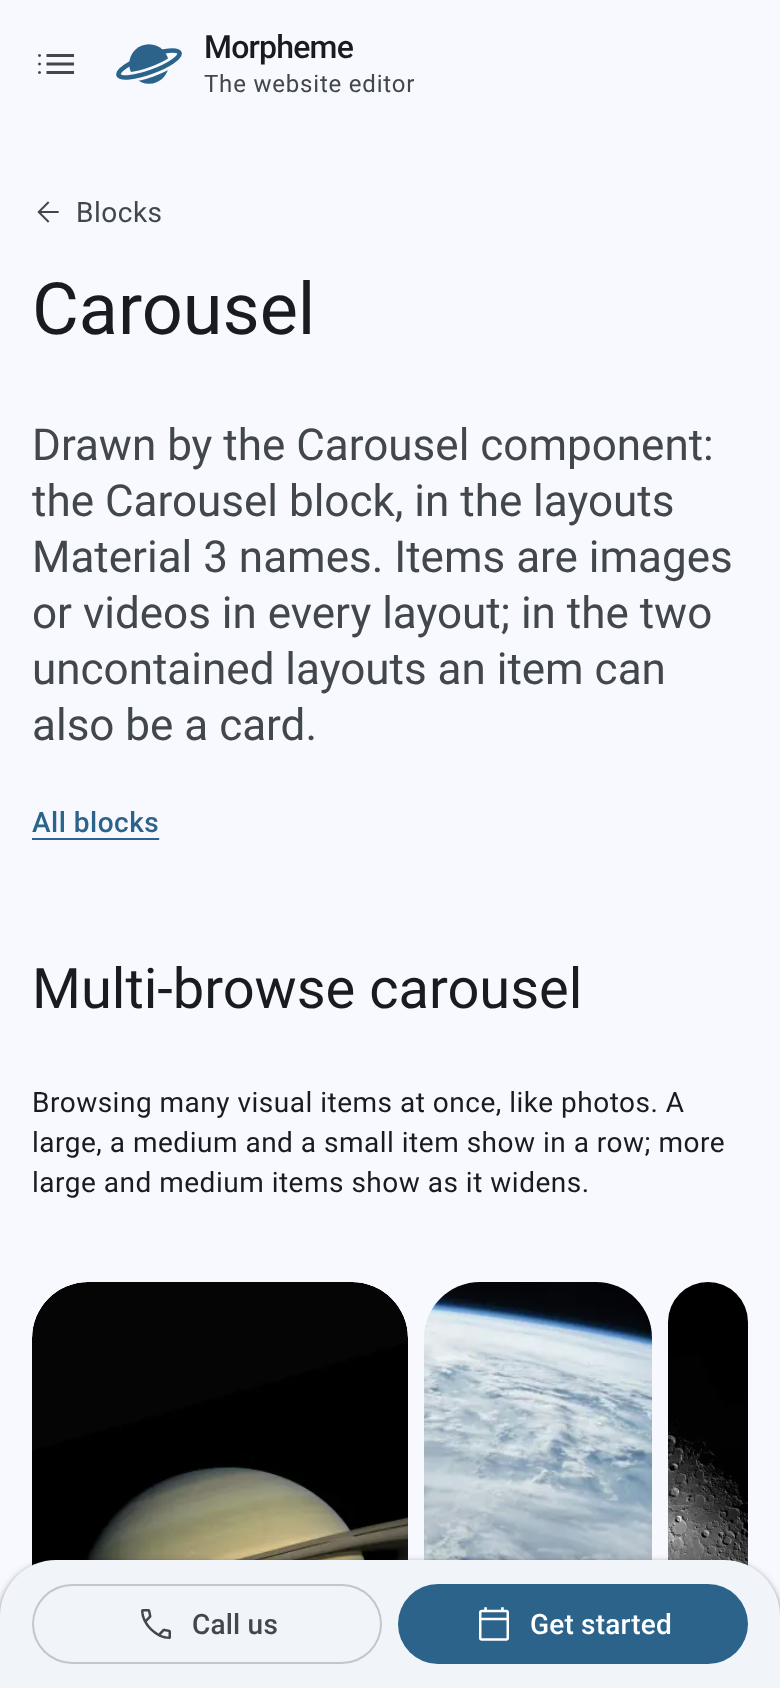 Morpheme
The website editor
Blocks
Carousel
Drawn by the Carousel component:
the Carousel block, in the layouts
Material 3 names. Items are images
or videos in every layout; in the two
uncontained layouts an item can
also be a card.
All blocks
Multi-browse carousel
Browsing many visual items at once, like photos. A
large, a medium and a small item show in a row; more
large and medium items show as it widens.
Call us
Get started